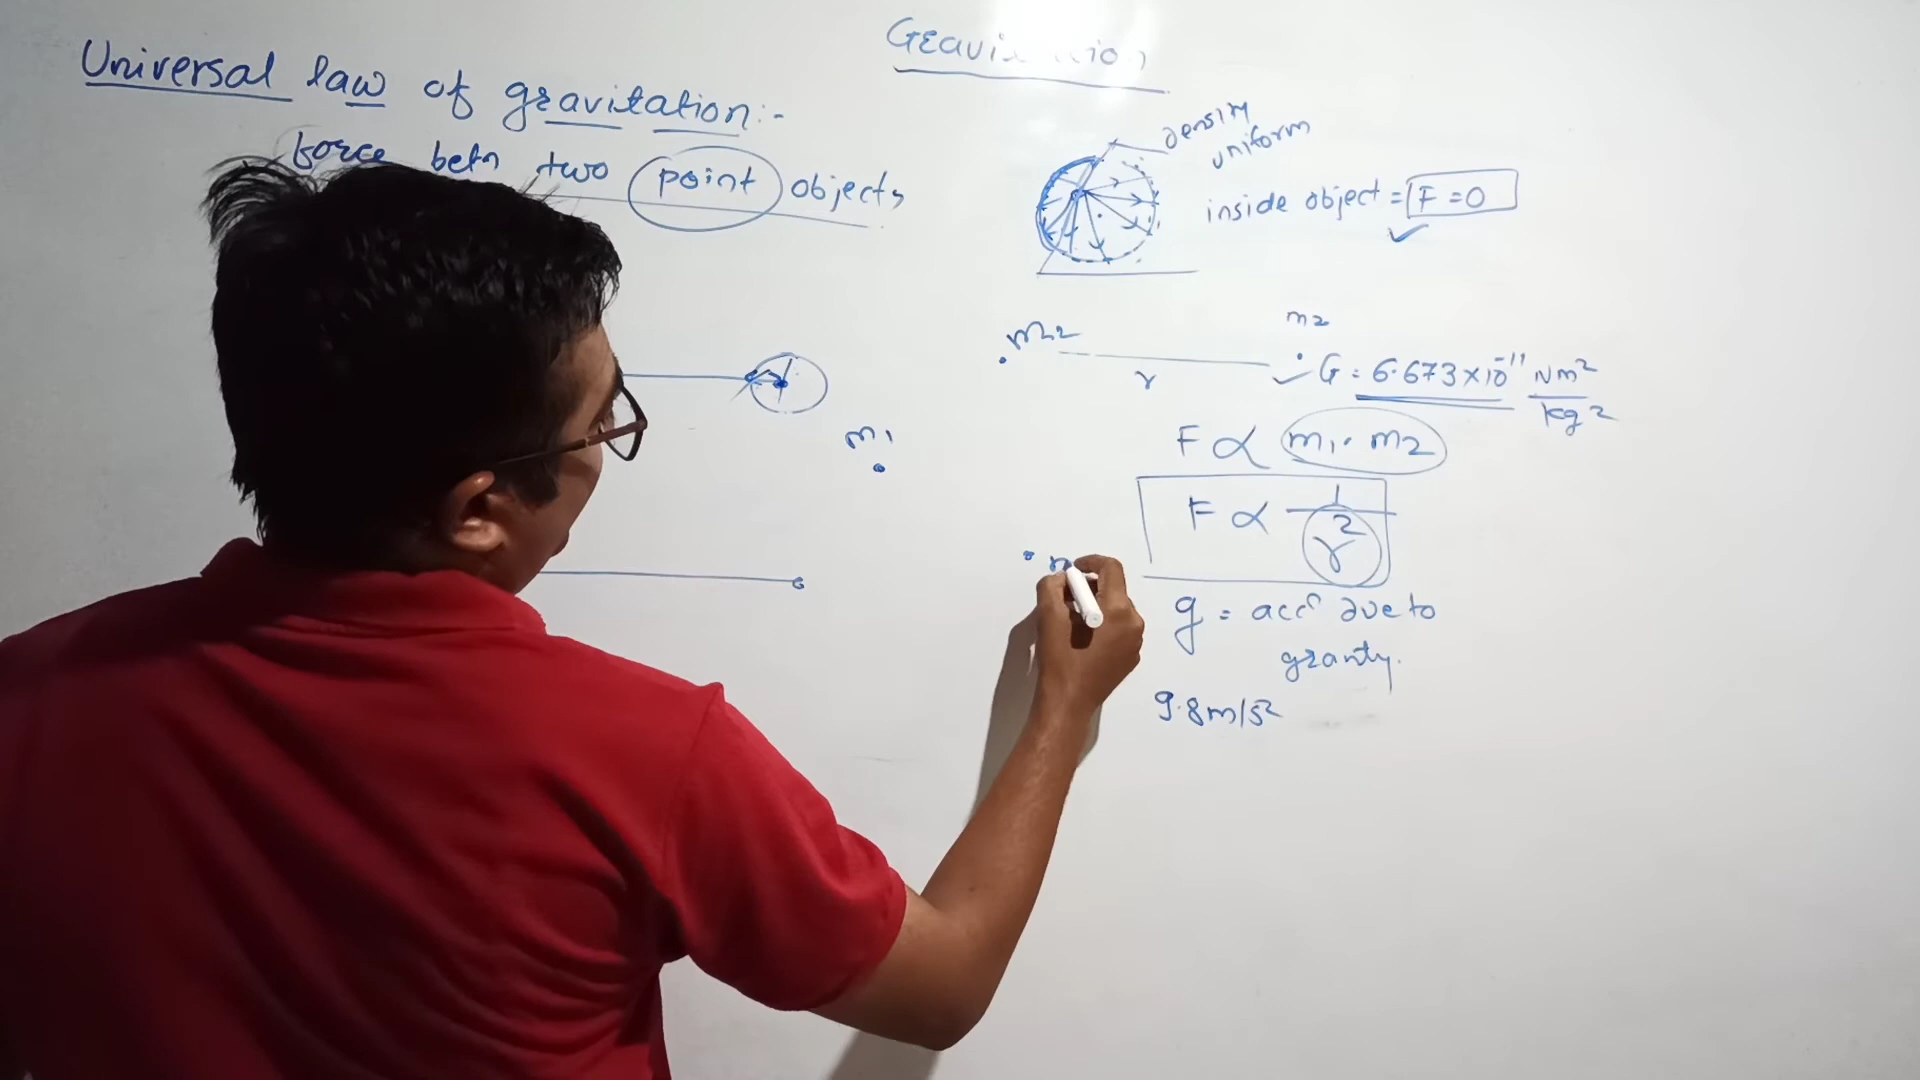 Universal law of gravitation:-
force betn two point objects
density
uniform
inside object = F = 0
m2
m2
r
G = 6.673×10⁻¹¹ Nm²
kg²
m1
F ∝ m1. m2
F ∝ 1
r²
g = accⁿ due to
gravity.
9.8m/s²